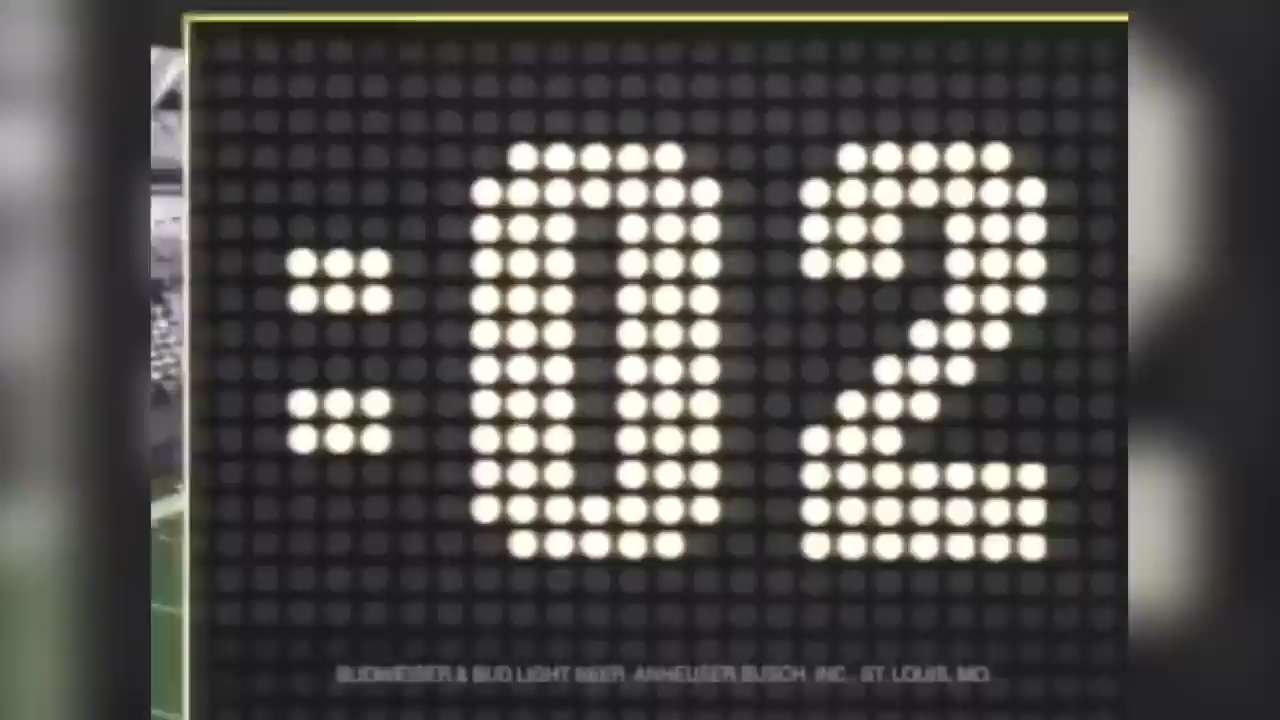 :02
BUDWEISER & BUD LIGHT BEER, ANHEUSER BUSCH, INC., ST. LOUIS, MO.